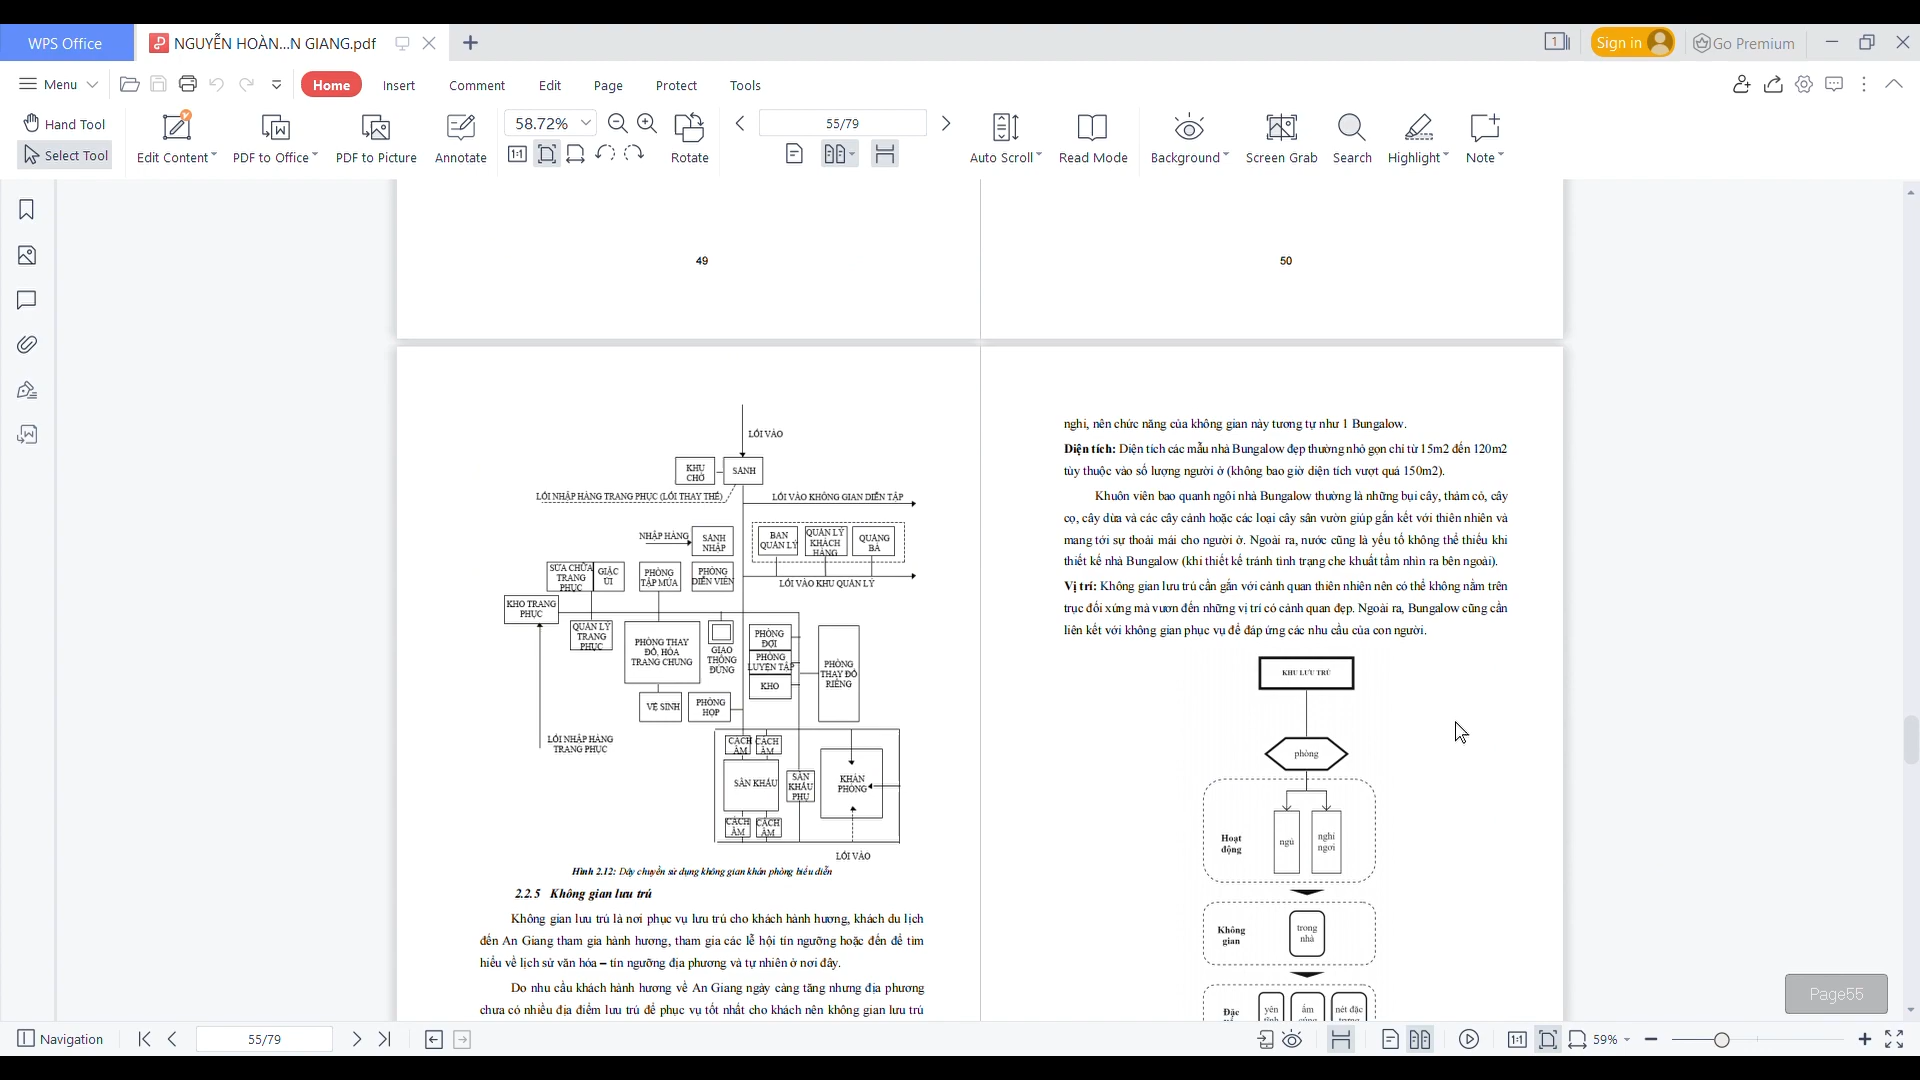 WPS Office
NGUYỄN HOÀN...N GIANG.pdf
1
Sign in
Go Premium
Menu
Home
Insert
Comment
Edit
Page
Protect
Tools
Hand Tool
Select Tool
Edit Content
PDF to Office
PDF to Picture
Annotate
58.72%
1:1
Rotate
55/79
Auto Scroll
Read Mode
Background
Screen Grab
Search
Highlight
Note
49
50
LỐI VÀO
KHU CHỜ
SẢNH
LỐI NHẬP HÀNG TRANG PHỤC (LỐI THAY THẾ)
LỐI VÀO KHÔNG GIAN DIỄN TẬP
NHẬP HÀNG
SẢNH NHẬP
BAN QUẢN LÝ
QUẢN LÝ KHÁCH HÀNG
QUẢNG BÁ
SỬA CHỮA TRANG PHỤC
GIẶC ỦI
PHÒNG TẬP MÚA
PHÒNG DIỄN VIÊN
LỐI VÀO KHU QUẢN LÝ
KHO TRANG PHỤC
QUẢN LÝ TRANG PHỤC
PHÒNG THAY ĐỒ, HÓA TRANG CHUNG
GIAO THÔNG ĐỨNG
PHÒNG ĐỢI
PHÒNG LUYỆN TẬP
KHO
PHÒNG THAY ĐỒ RIÊNG
VỆ SINH
PHÒNG HỌP
LỐI NHẬP HÀNG TRANG PHỤC
CÁCH ÂM
CÁCH ÂM
SÂN KHẤU
SÂN KHẤU PHỤ
KHÁN PHÒNG
CÁCH ÂM
CÁCH ÂM
LỐI VÀO
Hình 2.12: Dây chuyền sử dụng không gian khán phòng biểu diễn
2.2.5 Không gian lưu trú
Không gian lưu trú là nơi phục vụ lưu trú cho khách hành hương, khách du lịch
đến An Giang tham gia hành hương, tham gia các lễ hội tín ngưỡng hoặc đến để tìm
hiểu về lịch sử văn hóa – tín ngưỡng địa phương và tự nhiên ở nơi đây.
Do nhu cầu khách hành hương về An Giang ngày càng tăng nhưng địa phương
chưa có nhiều địa điểm lưu trú để phục vụ tốt nhất cho khách nên không gian lưu trú
nghỉ, nên chức năng của không gian này tương tự như 1 Bungalow.
Diện tích: Diện tích các mẫu nhà Bungalow đẹp thường nhỏ gọn chỉ từ 15m2 đến 120m2
tùy thuộc vào số lượng người ở (không bao giờ diện tích vượt quá 150m2).
Khuôn viên bao quanh ngôi nhà Bungalow thường là những bụi cây, thảm cỏ, cây
cọ, cây dừa và các cây cảnh hoặc các loại cây sân vườn giúp gắn kết với thiên nhiên và
mang tới sự thoải mái cho người ở. Ngoài ra, nước cũng là yếu tố không thể thiếu khi
thiết kế nhà Bungalow (khi thiết kế tránh tình trạng che khuất tầm nhìn ra bên ngoài).
Vị trí: Không gian lưu trú cần gắn với cảnh quan thiên nhiên nên có thể không nằm trên
trục đối xứng mà vươn đến những vị trí có cảnh quan đẹp. Ngoài ra, Bungalow cũng cần
liên kết với không gian phục vụ để đáp ứng các nhu cầu của con người.
KHU LƯU TRÚ
phòng
Hoạt động
ngủ
nghỉ ngơi
Không gian
trong nhà
Đặc
yên tĩnh
ấm cúng
nét đặc trưng
Page55
Navigation
55/79
1:1
59%